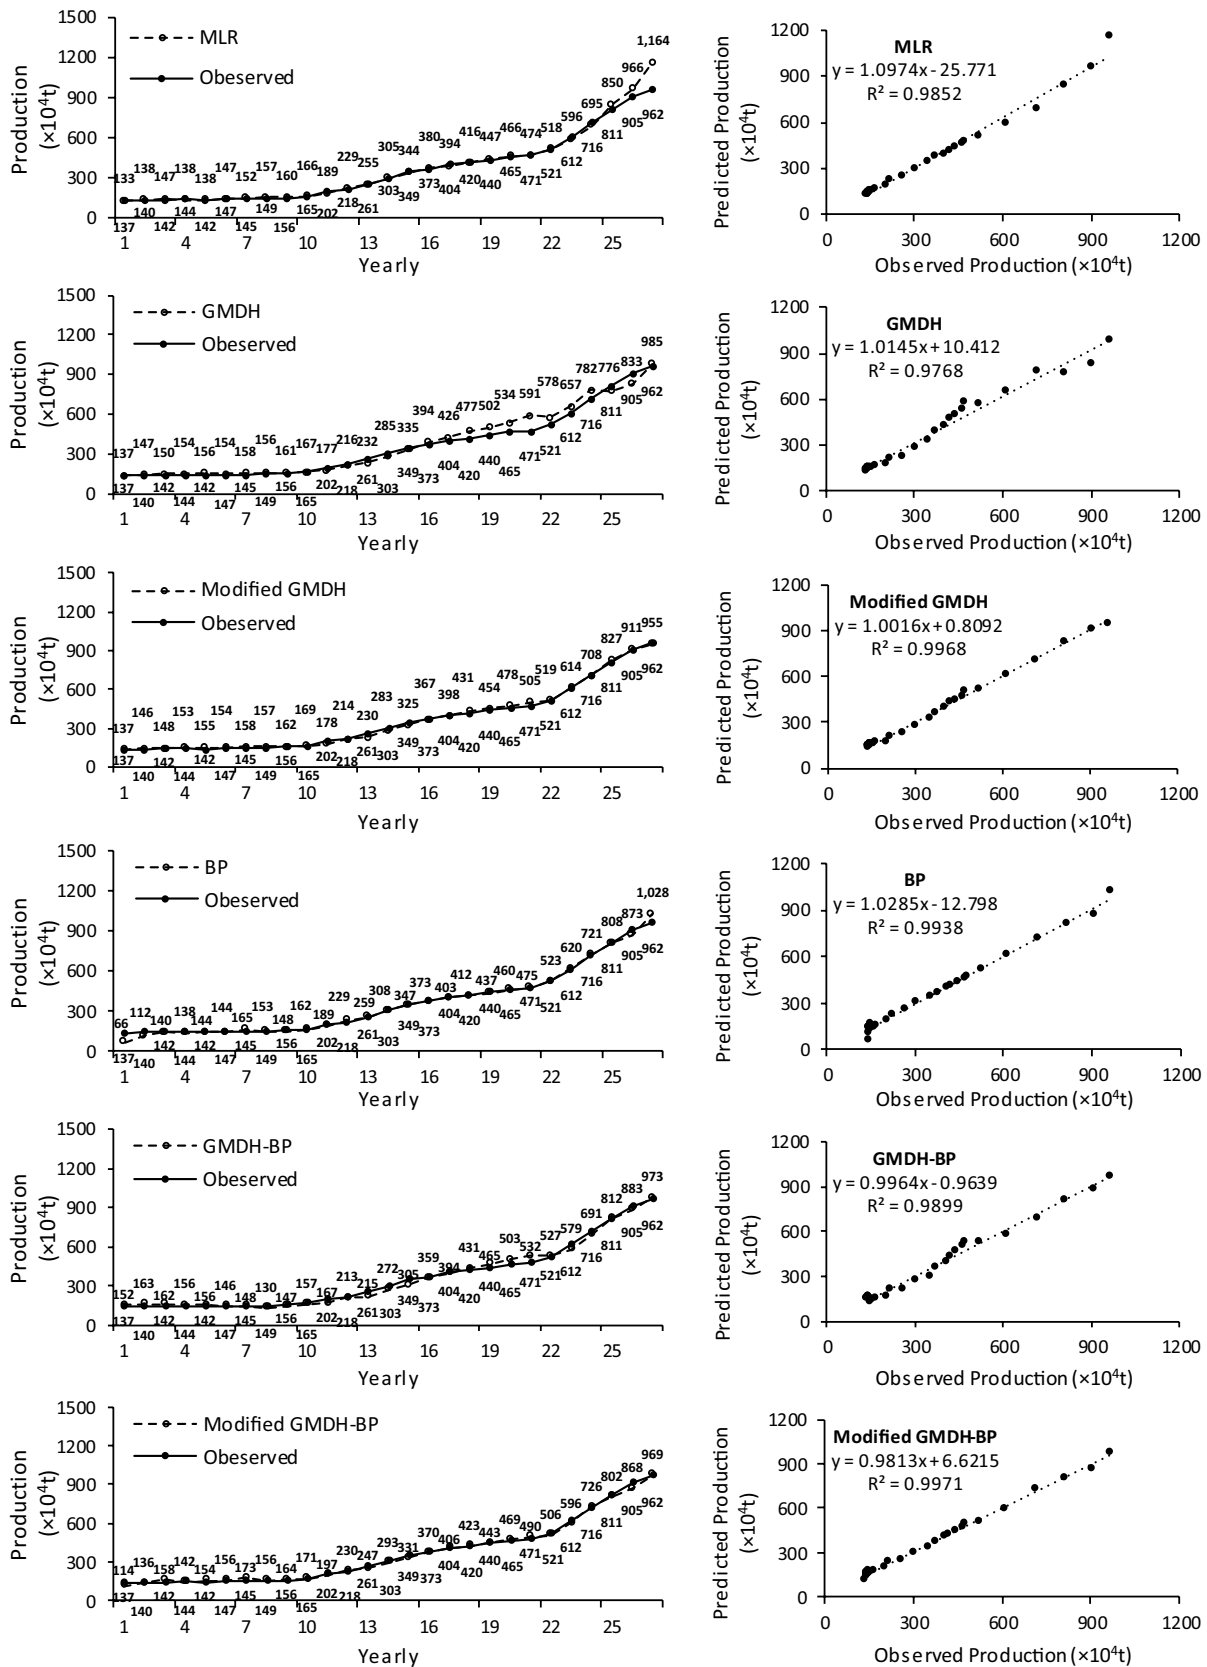 Production
(×10⁴t)
1500
1200
900
600
300
0
MLR
Obeserved
133 138 147 138 138 147 152 157 160 166 189 229 255 305 344 380 394 416 447 466 474 518 596 695 850 966 1,164
137 140 142 144 142 147 145 149 156 165 202 218 261 303 349 373 404 420 440 465 471 521 612 716 811 905 962
1 4 7 10 13 16 19 22 25
Yearly
Predicted Production
(×10⁴t)
1200
900
600
300
0
MLR
y = 1.0974x - 25.771
R² = 0.9852
0 300 600 900 1200
Observed Production (×10⁴t)
Production
(×10⁴t)
1500
1200
900
600
300
0
GMDH
Obeserved
137 147 150 154 156 154 158 156 161 167 177 216 232 285 335 394 426 477 502 534 591 578 657 782 776 833 985
137 140 142 144 142 147 145 149 156 165 202 218 261 303 349 373 404 420 440 465 471 521 612 716 811 905 962
1 4 7 10 13 16 19 22 25
Yearly
Predicted Production
(×10⁴t)
1200
900
600
300
0
GMDH
y = 1.0145x + 10.412
R² = 0.9768
0 300 600 900 1200
Observed Production (×10⁴t)
Production
(×10⁴t)
1500
1200
900
600
300
0
Modified GMDH
Obeserved
137 146 148 153 155 154 158 157 162 169 178 214 230 283 325 367 398 431 454 478 505 519 614 708 827 911 955
137 140 142 144 142 147 145 149 156 165 202 218 261 303 349 373 404 420 440 465 471 521 612 716 811 905 962
1 4 7 10 13 16 19 22 25
Yearly
Predicted Production
(×10⁴t)
1200
900
600
300
0
Modified GMDH
y = 1.0016x + 0.8092
R² = 0.9968
0 300 600 900 1200
Observed Production (×10⁴t)
Production
(×10⁴t)
1500
1200
900
600
300
0
BP
Obeserved
66 112 140 138 144 144 165 153 148 162 189 229 259 308 347 373 403 412 437 460 475 523 620 721 808 873 1,028
137 140 142 144 142 147 145 149 156 165 202 218 261 303 349 373 404 420 440 465 471 521 612 716 811 905 962
1 4 7 10 13 16 19 22 25
Yearly
Predicted Production
(×10⁴t)
1200
900
600
300
0
BP
y = 1.0285x - 12.798
R² = 0.9938
0 300 600 900 1200
Observed Production (×10⁴t)
Production
(×10⁴t)
1500
1200
900
600
300
0
GMDH-BP
Obeserved
152 163 162 156 156 146 148 130 147 157 167 213 215 272 305 359 394 431 465 503 532 527 579 691 812 883 973
137 140 142 144 142 147 145 149 156 165 202 218 261 303 349 373 404 420 440 465 471 521 612 716 811 905 962
1 4 7 10 13 16 19 22 25
Yearly
Predicted Production
(×10⁴t)
1200
900
600
300
0
GMDH-BP
y = 0.9964x - 0.9639
R² = 0.9899
0 300 600 900 1200
Observed Production (×10⁴t)
Production
(×10⁴t)
1500
1200
900
600
300
0
Modified GMDH-BP
Obeserved
114 136 158 142 154 156 173 156 164 171 197 230 247 293 331 370 406 423 443 469 490 506 596 726 802 868 969
137 140 142 144 142 147 145 149 156 165 202 218 261 303 349 373 404 420 440 465 471 521 612 716 811 905 962
1 4 7 10 13 16 19 22 25
Yearly
Predicted Production
(×10⁴t)
1200
900
600
300
0
Modified GMDH-BP
y = 0.9813x + 6.6215
R² = 0.9971
0 300 600 900 1200
Observed Production (×10⁴t)